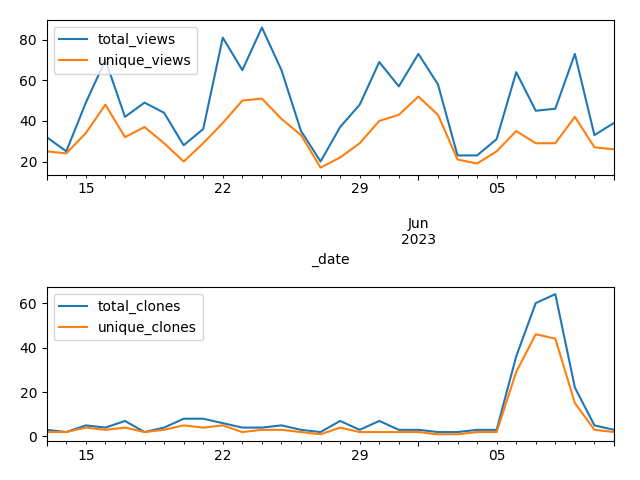 80
60
40
20
total_views
unique_views
15 22 29 05
Jun
2023
_date
60
40
20
0
total_clones
unique_clones
15 22 29 05